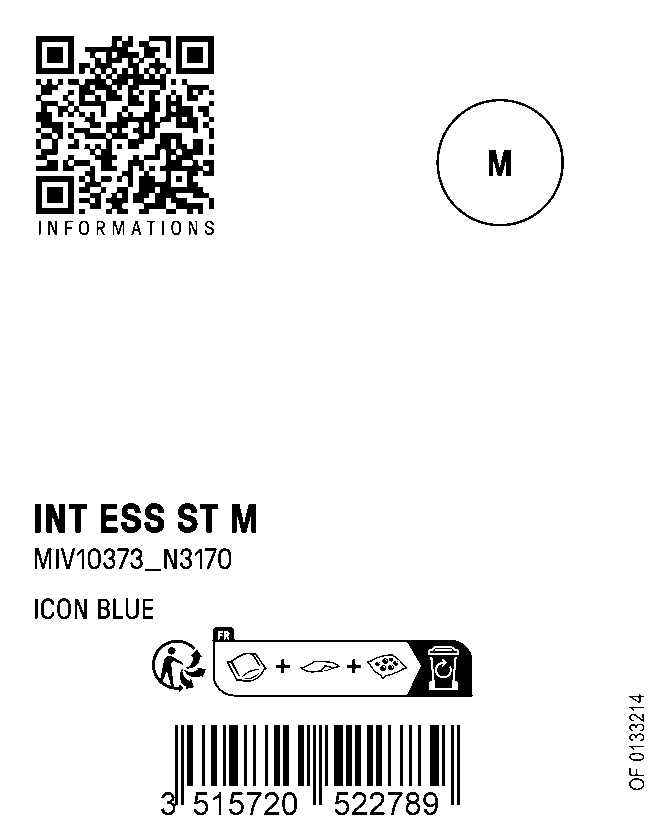 INFORMATIONS
M
INT ESS ST M
MIV10373_N3170
ICON BLUE
FR
3 515720 522789
OF 0133214